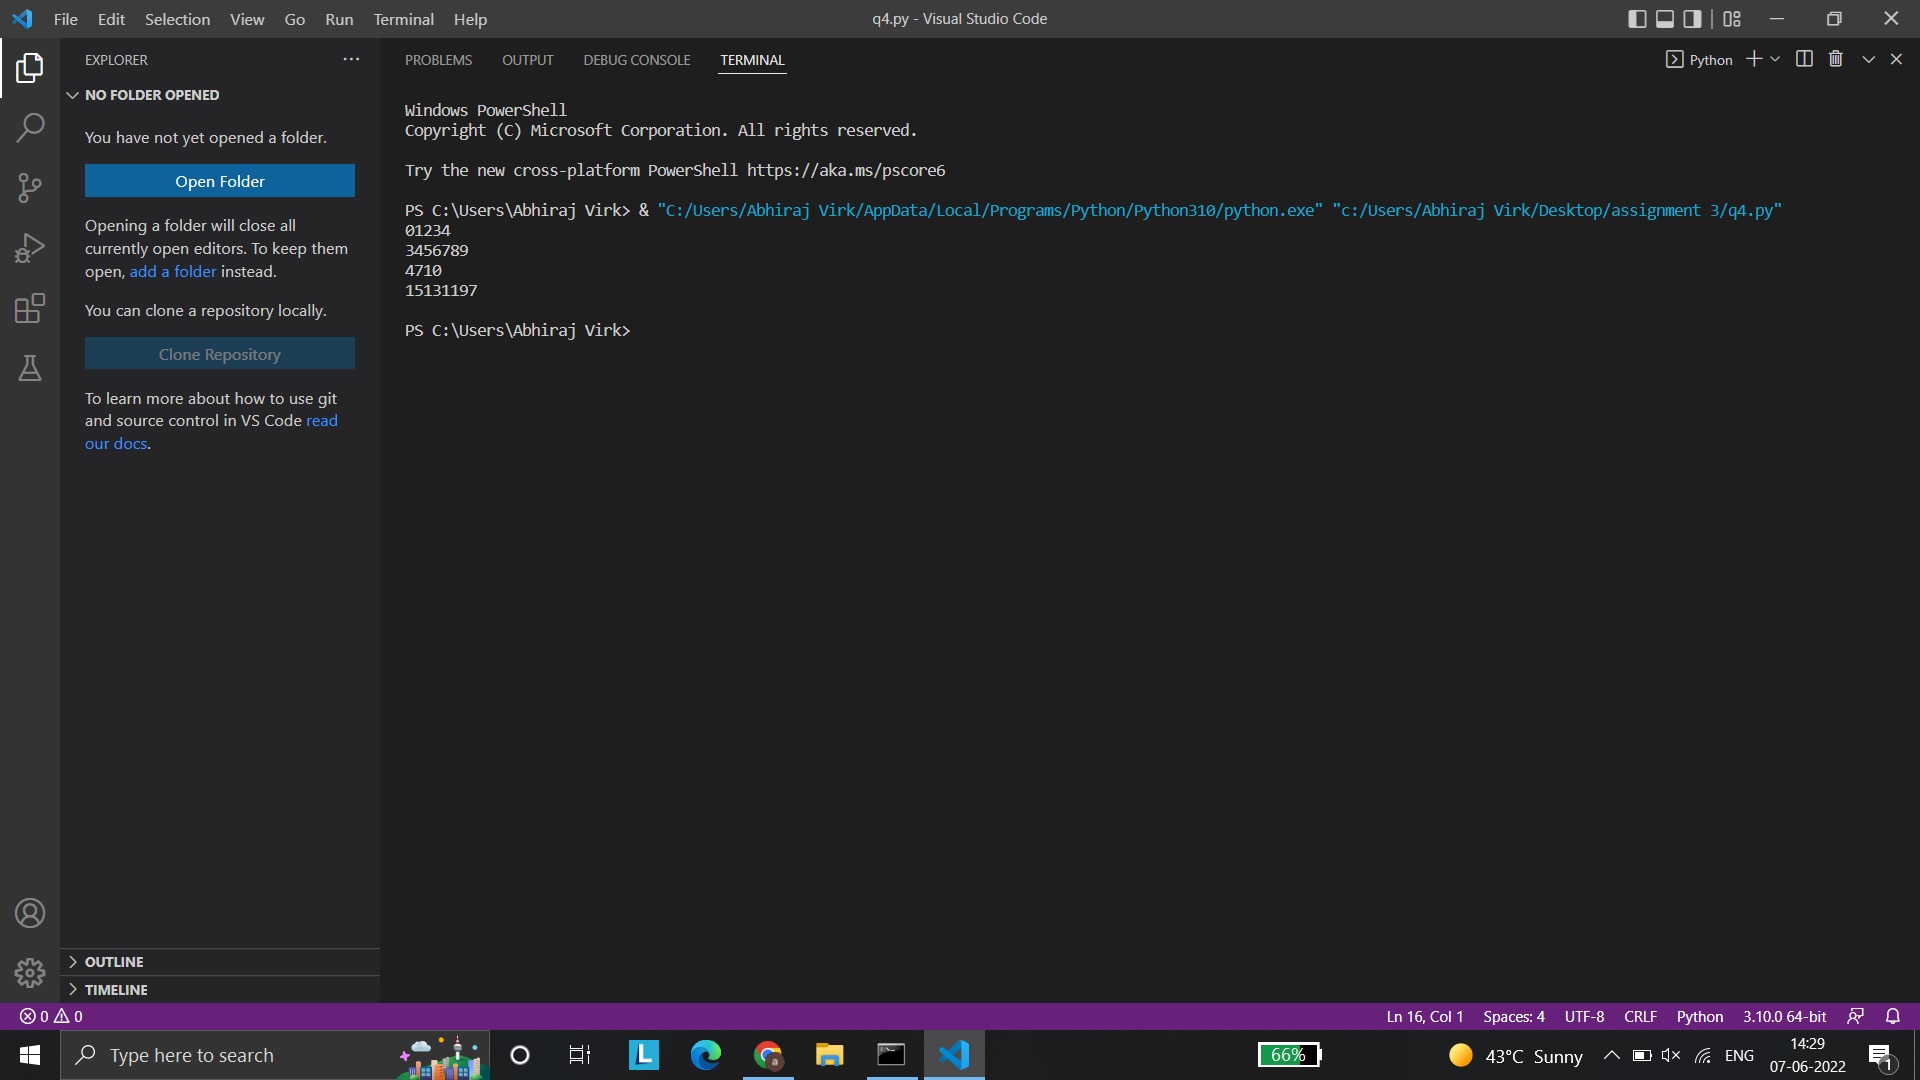 File Edit Selection View Go Run Terminal Help
q4.py - Visual Studio Code
EXPLORER
NO FOLDER OPENED
You have not yet opened a folder.
Open Folder
Opening a folder will close all
currently open editors. To keep them
open, add a folder instead.
You can clone a repository locally.
Clone Repository
To learn more about how to use git
and source control in VS Code read
our docs.
OUTLINE
TIMELINE
PROBLEMS OUTPUT DEBUG CONSOLE TERMINAL
Python
Windows PowerShell
Copyright (C) Microsoft Corporation. All rights reserved.
Try the new cross-platform PowerShell https://aka.ms/pscore6
PS C:\Users\Abhiraj Virk> & "C:/Users/Abhiraj Virk/AppData/Local/Programs/Python/Python310/python.exe" "c:/Users/Abhiraj Virk/Desktop/assignment 3/q4.py"
01234
3456789
4710
15131197
PS C:\Users\Abhiraj Virk>
0 0
Ln 16, Col 1 Spaces: 4 UTF-8 CRLF Python 3.10.0 64-bit
Type here to search
L
a
66%
43°C Sunny
ENG
14:29
07-06-2022
1